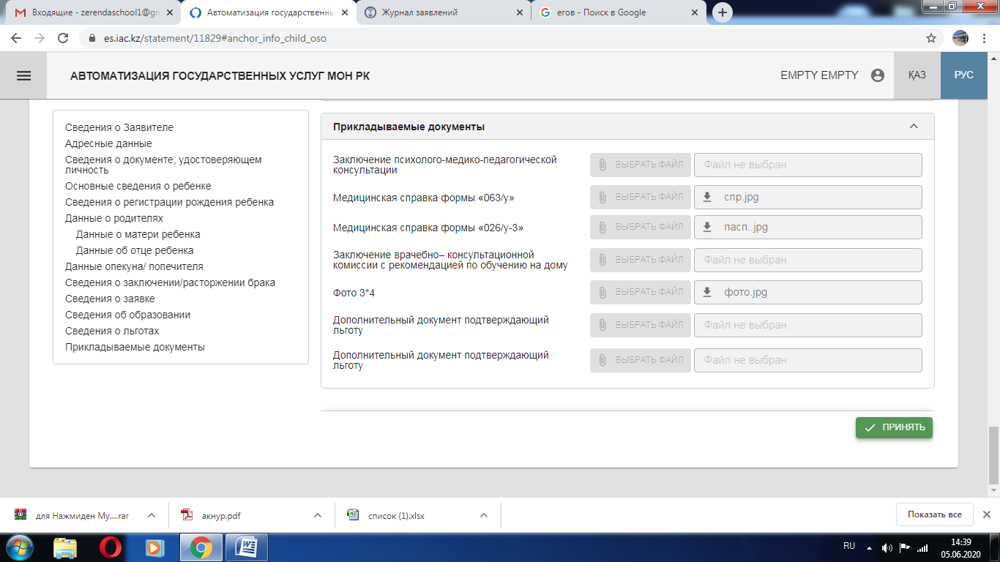 Входящие - zerendaschool1@gm
Автоматизация государственны
Журнал заявлений
егов - Поиск в Google
es.iac.kz/statement/11829#anchor_info_child_oso
АВТОМАТИЗАЦИЯ ГОСУДАРСТВЕННЫХ УСЛУГ МОН РК
EMPTY EMPTY
ҚАЗ
РУС
Сведения о Заявителе
Адресные данные
Сведения о документе, удостоверяющем
личность
Основные сведения о ребенке
Сведения о регистрации рождения ребенка
Данные о родителях
Данные о матери ребенка
Данные об отце ребенка
Данные опекуна/ попечителя
Сведения о заключении/расторжении брака
Сведения о заявке
Сведения об образовании
Сведения о льготах
Прикладываемые документы
Прикладываемые документы
Заключение психолого-медико-педагогической
консультации
ВЫБРАТЬ ФАЙЛ
Файл не выбран
Медицинская справка формы «063/у»
ВЫБРАТЬ ФАЙЛ
спр.jpg
Медицинская справка формы «026/у-3»
ВЫБРАТЬ ФАЙЛ
пасп..jpg
Заключение врачебно– консультационной
комиссии с рекомендацией по обучению на дому
ВЫБРАТЬ ФАЙЛ
Файл не выбран
Фото 3*4
ВЫБРАТЬ ФАЙЛ
фото.jpg
Дополнительный документ подтверждающий
льготу
ВЫБРАТЬ ФАЙЛ
Файл не выбран
Дополнительный документ подтверждающий
льготу
ВЫБРАТЬ ФАЙЛ
Файл не выбран
ПРИНЯТЬ
для Нажмиден Му....rar
акнур.pdf
список (1).xlsx
Показать все
RU
14:39
05.06.2020